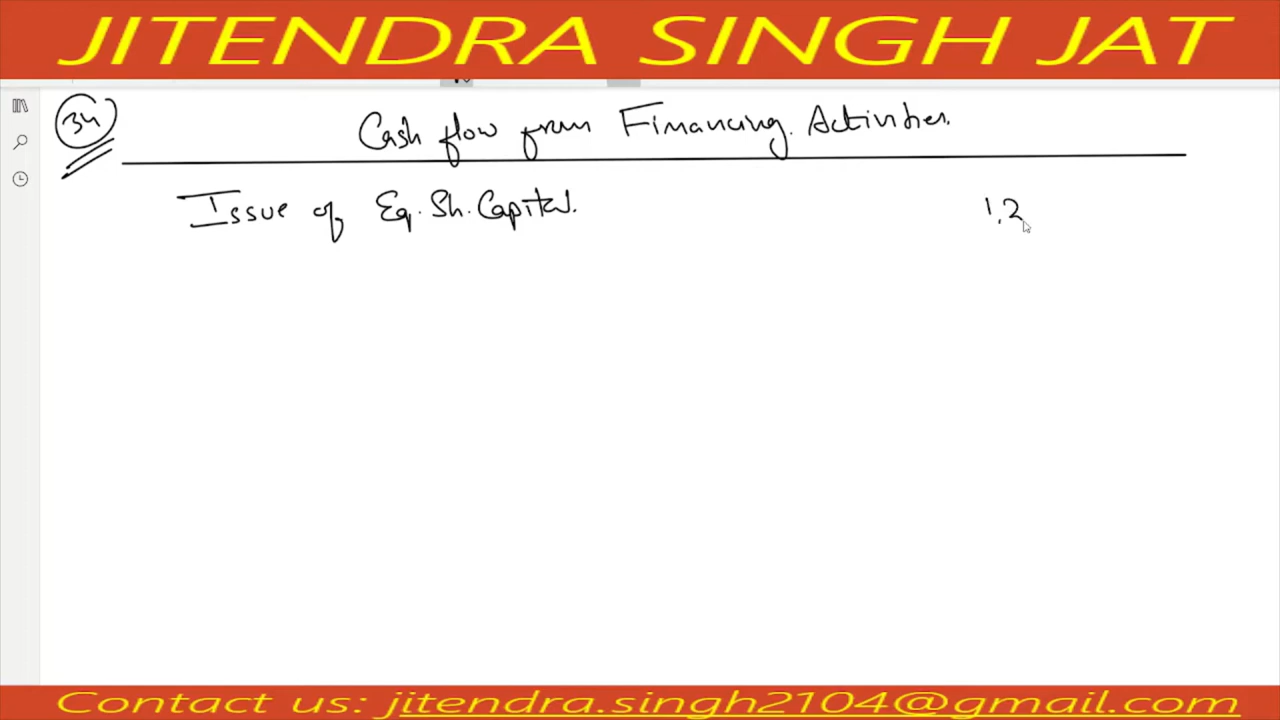 JITENDRA SINGH JAT
34 Cash flow from Financing Activities.
Issue of Eq. Sh. Capital. 1,2
Contact us: jitendra.singh2104@gmail.com